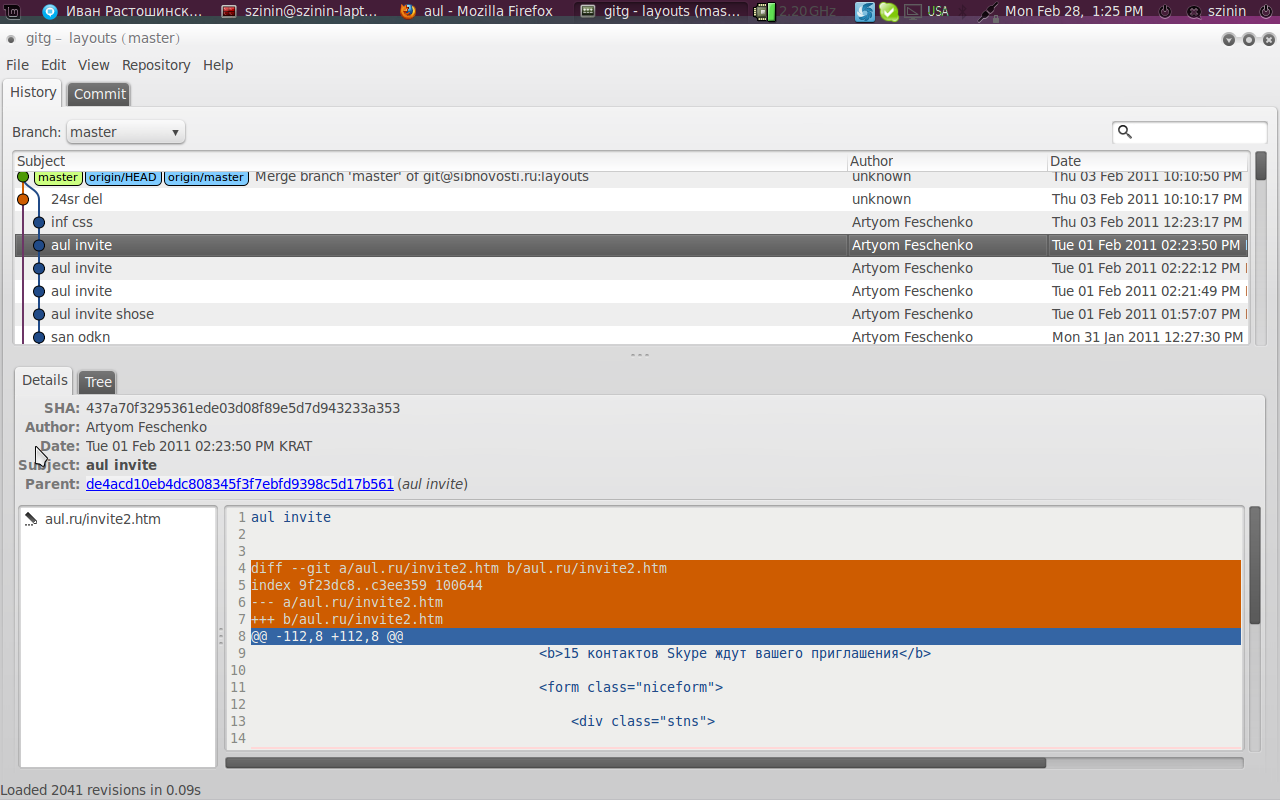 Иван Растошинск... szinin@szinin-lapt... aul - Mozilla Firefox gitg - layouts (mas... 2.20GHz USA Mon Feb 28, 1:25 PM szinin
gitg – layouts (master)
File Edit View Repository Help
History Commit
Branch: master
Subject Author Date
master origin/HEAD origin/master Merge branch 'master' of git@sibnovosti.ru:layouts unknown Thu 03 Feb 2011 10:10:50 PM
24sr del unknown Thu 03 Feb 2011 10:10:17 PM
inf css Artyom Feschenko Thu 03 Feb 2011 12:23:17 PM
aul invite Artyom Feschenko Tue 01 Feb 2011 02:23:50 PM
aul invite Artyom Feschenko Tue 01 Feb 2011 02:22:12 PM
aul invite Artyom Feschenko Tue 01 Feb 2011 02:21:49 PM
aul invite shose Artyom Feschenko Tue 01 Feb 2011 01:57:07 PM
san odkn Artyom Feschenko Mon 31 Jan 2011 12:27:30 PM
Details Tree
SHA: 437a70f3295361ede03d08f89e5d7d943233a353
Author: Artyom Feschenko
Date: Tue 01 Feb 2011 02:23:50 PM KRAT
Subject: aul invite
Parent: de4acd10eb4dc808345f3f7ebfd9398c5d17b561 (aul invite)
aul.ru/invite2.htm
1 aul invite
2
3
4 diff --git a/aul.ru/invite2.htm b/aul.ru/invite2.htm
5 index 9f23dc8..c3ee359 100644
6 --- a/aul.ru/invite2.htm
7 +++ b/aul.ru/invite2.htm
8 @@ -112,8 +112,8 @@
9 <b>15 контактов Skype ждут вашего приглашения</b>
10
11 <form class="niceform">
12
13 <div class="stns">
14
Loaded 2041 revisions in 0.09s